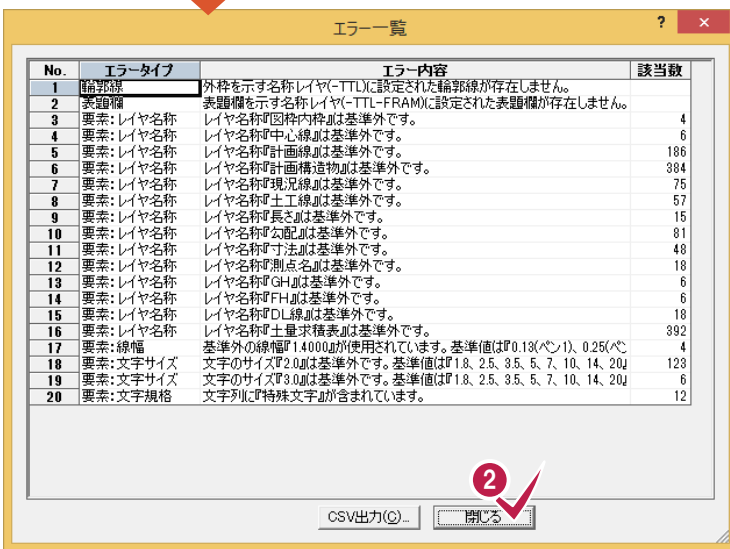 エラー一覧
? ×
No. エラータイプ エラー内容 該当数
1 輪郭線 外枠を示す名称レイヤ(-TTL)に設定された輪郭線が存在しません。
2 表題欄 表題欄を示す名称レイヤ(-TTL-FRAM)に設定された表題欄が存在しません。
3 要素:レイヤ名称 レイヤ名称『図枠内枠』は基準外です。 4
4 要素:レイヤ名称 レイヤ名称『中心線』は基準外です。 6
5 要素:レイヤ名称 レイヤ名称『計画線』は基準外です。 186
6 要素:レイヤ名称 レイヤ名称『計画構造物』は基準外です。 384
7 要素:レイヤ名称 レイヤ名称『現況線』は基準外です。 75
8 要素:レイヤ名称 レイヤ名称『土工線』は基準外です。 57
9 要素:レイヤ名称 レイヤ名称『長さ』は基準外です。 15
10 要素:レイヤ名称 レイヤ名称『勾配』は基準外です。 81
11 要素:レイヤ名称 レイヤ名称『寸法』は基準外です。 48
12 要素:レイヤ名称 レイヤ名称『測点名』は基準外です。 18
13 要素:レイヤ名称 レイヤ名称『GH』は基準外です。 6
14 要素:レイヤ名称 レイヤ名称『FH』は基準外です。 6
15 要素:レイヤ名称 レイヤ名称『DL線』は基準外です。 18
16 要素:レイヤ名称 レイヤ名称『土量求積表』は基準外です。 392
17 要素:線幅 基準外の線幅『1.4000』が使用されています。基準値は『0.13(ペン1)、0.25(ペン 4
18 要素:文字サイズ 文字のサイズ『2.0』は基準外です。基準値は『1.8、2.5、3.5、5、7、10、14、20』 123
19 要素:文字サイズ 文字のサイズ『3.0』は基準外です。基準値は『1.8、2.5、3.5、5、7、10、14、20』 6
20 要素:文字規格 文字列に『特殊文字』が含まれています。 12
2
CSV出力(C)... 閉じる